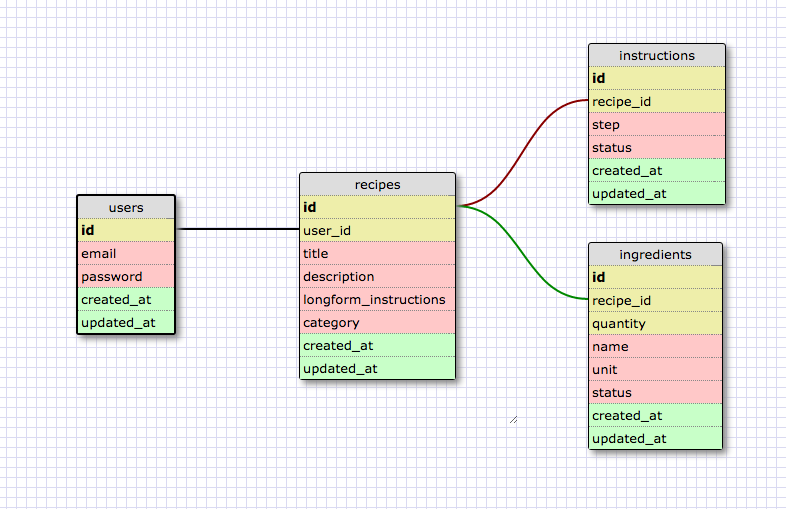 users
id
email
password
created_at
updated_at
recipes
id
user_id
title
description
longform_instructions
category
created_at
updated_at
instructions
id
recipe_id
step
status
created_at
updated_at
ingredients
id
recipe_id
quantity
name
unit
status
created_at
updated_at